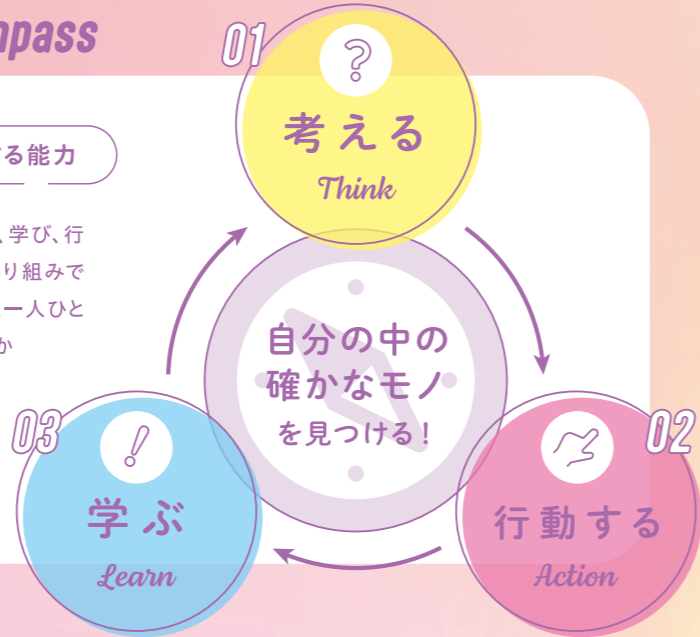 mpass
01
?
考える
Think
る能力
、学び、行
り組みで
一人ひと
か
自分の中の
確かなモノ
を見つける！
03
!
学ぶ
Learn
02
行動する
Action